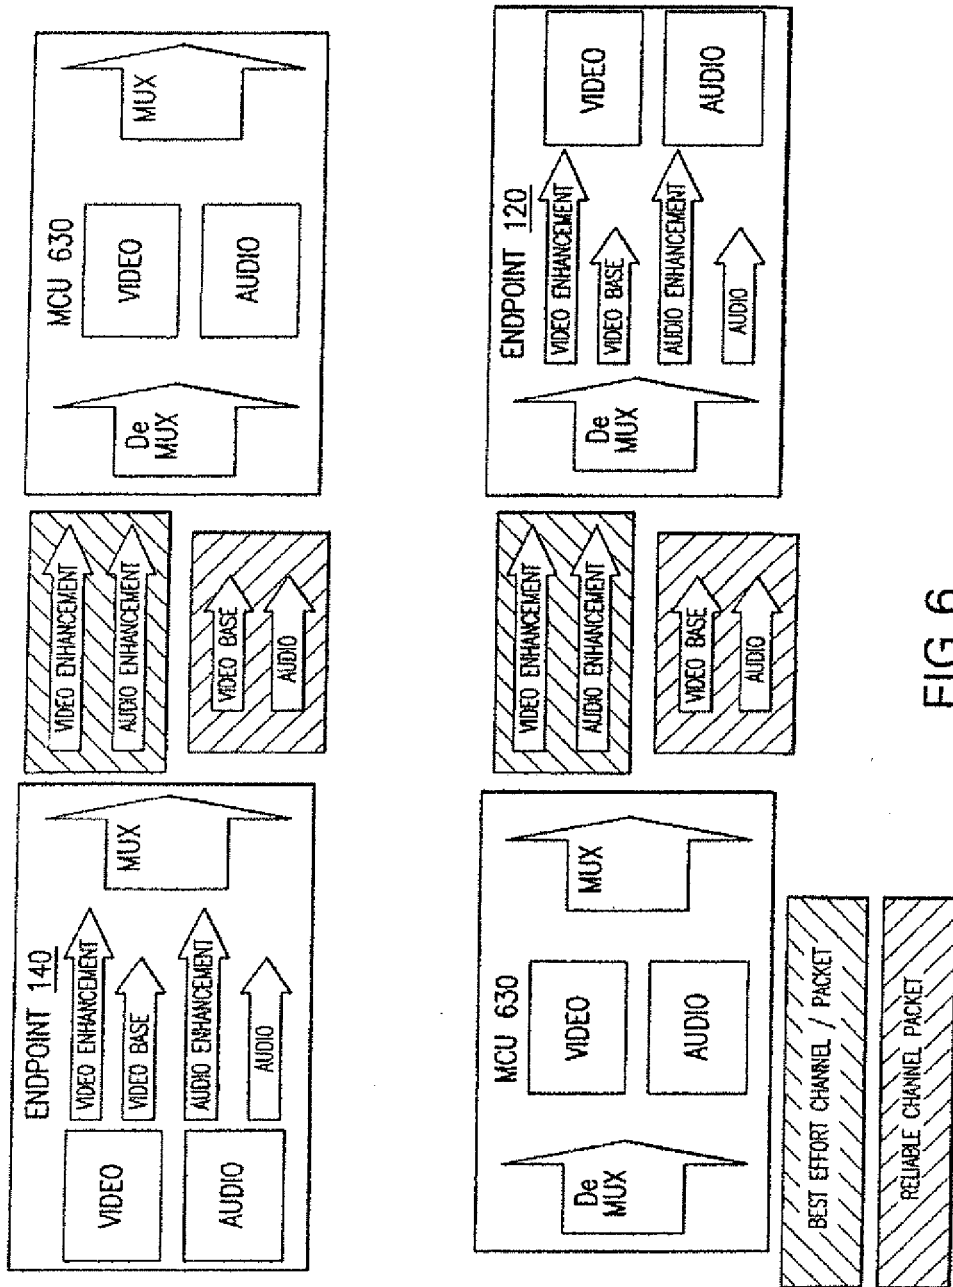 ENDPOINT 140
VIDEO
AUDIO
VIDEO ENHANCEMENT
VIDEO BASE
AUDIO ENHANCEMENT
AUDIO
MUX
VIDEO ENHANCEMENT
AUDIO ENHANCEMENT
VIDEO BASE
AUDIO
MCU 630
De
MUX
VIDEO
AUDIO
MUX
MCU 630
De
MUX
VIDEO
AUDIO
MUX
VIDEO ENHANCEMENT
AUDIO ENHANCEMENT
VIDEO BASE
AUDIO
ENDPOINT 120
De
MUX
VIDEO ENHANCEMENT
VIDEO BASE
AUDIO ENHANCEMENT
AUDIO
VIDEO
AUDIO
BEST EFFORT CHANNEL / PACKET
RELIABLE CHANNEL PACKET
FIG.6